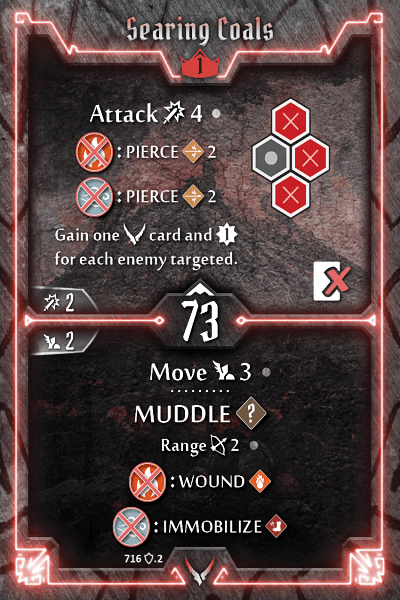 Searing Coals
1
Attack 4
: PIERCE 2
: PIERCE 2
Gain one card and 1
for each enemy targeted.
2
73
2
Move 3
MUDDLE ?
Range 2
: WOUND
: IMMOBILIZE
716 .2